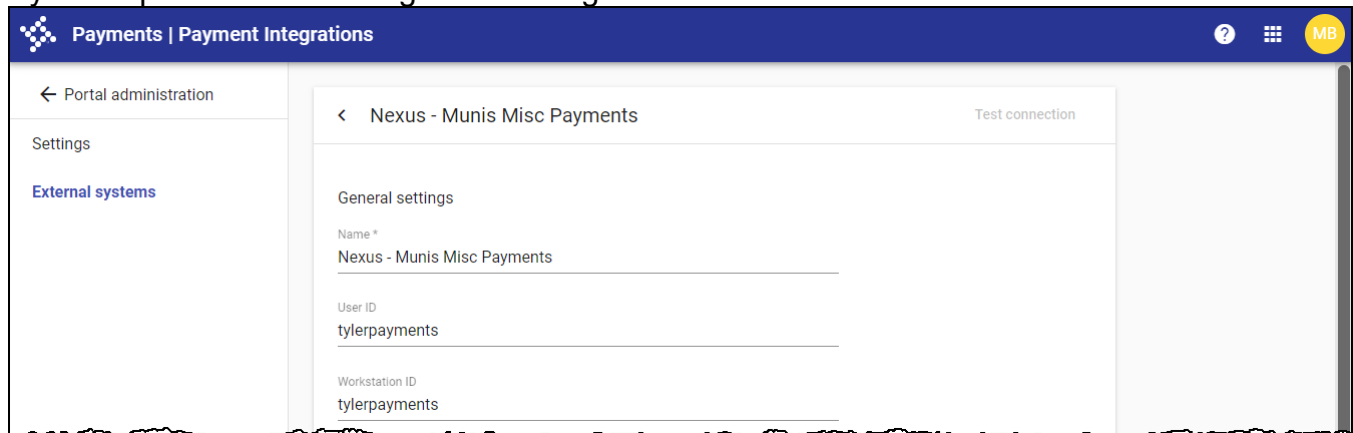 Payments | Payment Integrations
MB
Portal administration
Settings
External systems
Nexus - Munis Misc Payments
Test connection
General settings
Name *
Nexus - Munis Misc Payments
User ID
tylerpayments
Workstation ID
tylerpayments